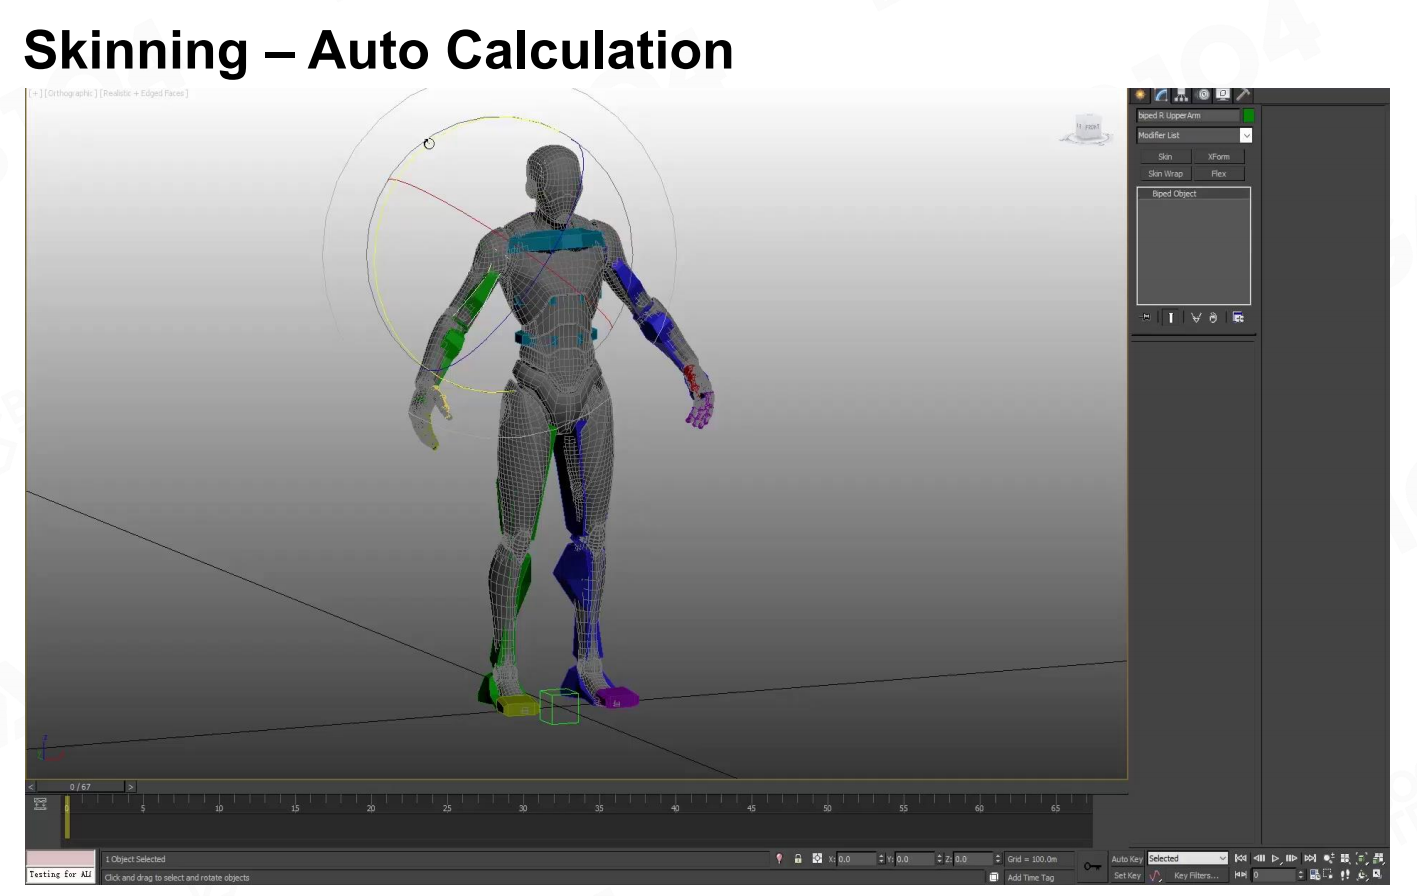 Skinning – Auto Calculation
[+] [Orthographic ] [Realistic + Edged Faces ]
FRONT
biped R UpperArm
Modifier List
Skin XForm
Skin Wrap Flex
Biped Object
< 0 / 67 >
0 5 10 15 20 25 30 35 40 45 50 55 60 65
1 Object Selected
X: 0.0 Y: 0.0 Z: 0.0 Grid = 100.0m
Auto Key Selected
Testing for
Click and drag to select and rotate objects
Add Time Tag
Set Key Key Filters... 0